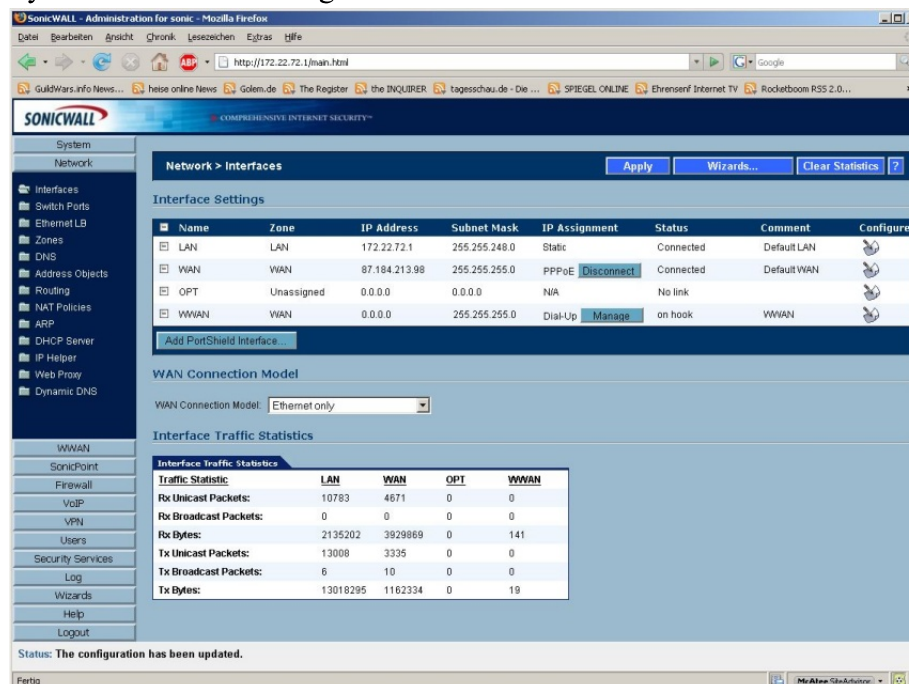 SonicWALL - Administration for sonic - Mozilla Firefox
Datei Bearbeiten Ansicht Chronik Lesezeichen Extras Hilfe
http://172.22.72.1/main.html
Google
GuildWars.info News... heise online News Golem.de The Register the INQUIRER tagesschau.de - Die ... SPIEGEL ONLINE Ehrensenf Internet TV Rocketboom RSS 2.0...
SONICWALL
COMPREHENSIVE INTERNET SECURITY™
System
Network
Interfaces
Switch Ports
Ethernet LB
Zones
DNS
Address Objects
Routing
NAT Policies
ARP
DHCP Server
IP Helper
Web Proxy
Dynamic DNS
WWAN
SonicPoint
Firewall
VoIP
VPN
Users
Security Services
Log
Wizards
Help
Logout
Network > Interfaces Apply Wizards... Clear Statistics ?
Interface Settings
Name Zone IP Address Subnet Mask IP Assignment Status Comment Configure
LAN LAN 172.22.72.1 255.255.248.0 Static Connected Default LAN
WAN WAN 87.184.213.98 255.255.255.0 PPPoE Disconnect Connected Default WAN
OPT Unassigned 0.0.0.0 0.0.0.0 N/A No link
WWAN WAN 0.0.0.0 255.255.255.0 Dial-Up Manage on hook WWAN
Add PortShield Interface...
WAN Connection Model
WAN Connection Model: Ethernet only
Interface Traffic Statistics
Interface Traffic Statistics
Traffic Statistic LAN WAN OPT WWAN
Rx Unicast Packets: 10783 4671 0 0
Rx Broadcast Packets: 0 0 0 0
Rx Bytes: 2135202 3929869 0 141
Tx Unicast Packets: 13008 3335 0 0
Tx Broadcast Packets: 6 10 0 0
Tx Bytes: 13018295 1162334 0 19
Status: The configuration has been updated.
Fertig
McAfee SiteAdvisor